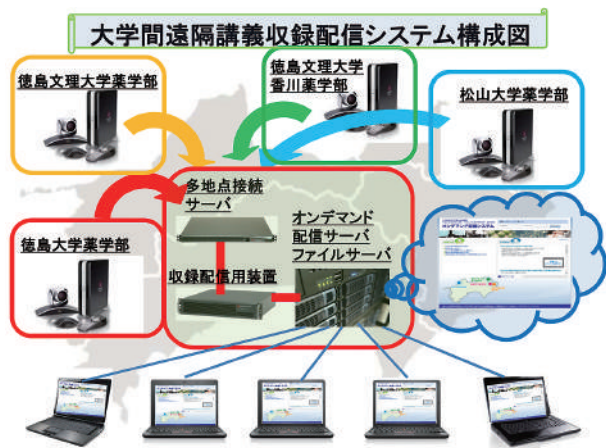 大学間遠隔講義収録配信システム構成図
徳島文理大学薬学部
徳島文理大学
香川薬学部
松山大学薬学部
多地点接続
サーバ
オンデマンド
配信サーバ
ファイルサーバ
徳島大学薬学部
収録配信用装置